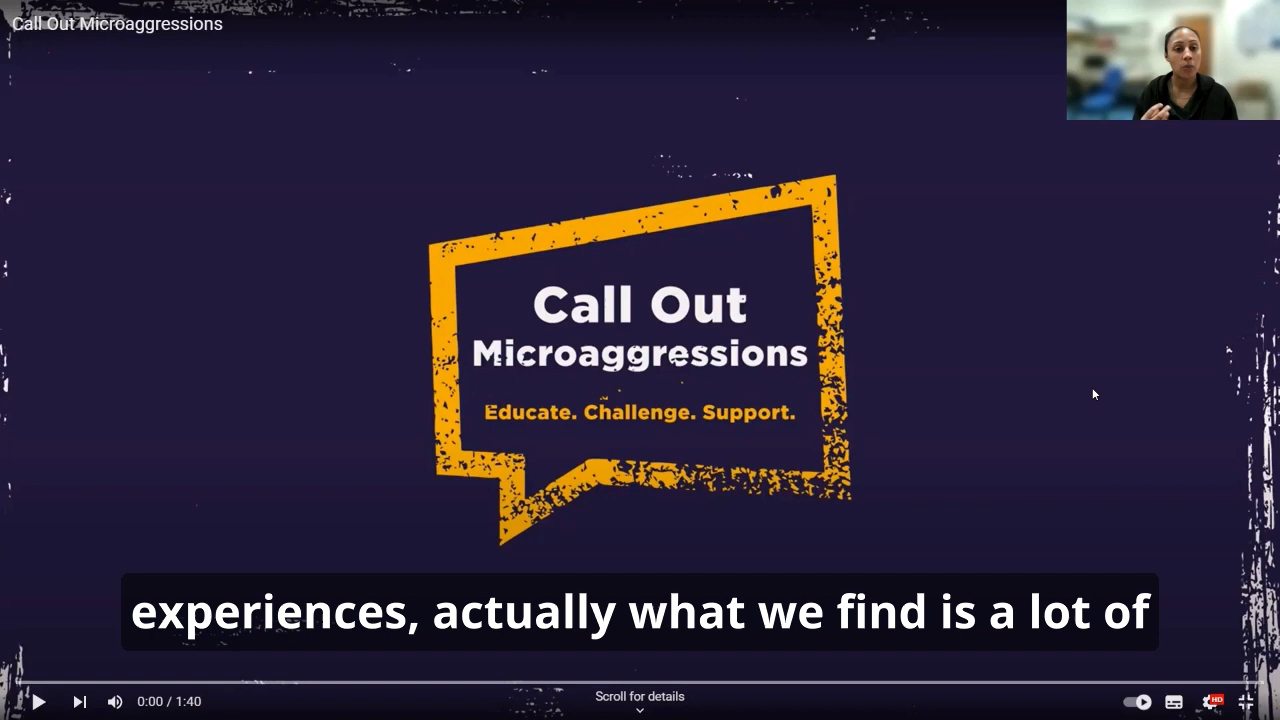 Call Out Microaggressions
Call Out
Microaggressions
Educate. Challenge. Support.
experiences, actually what we find is a lot of
0:00 / 1:40
Scroll for details
HD